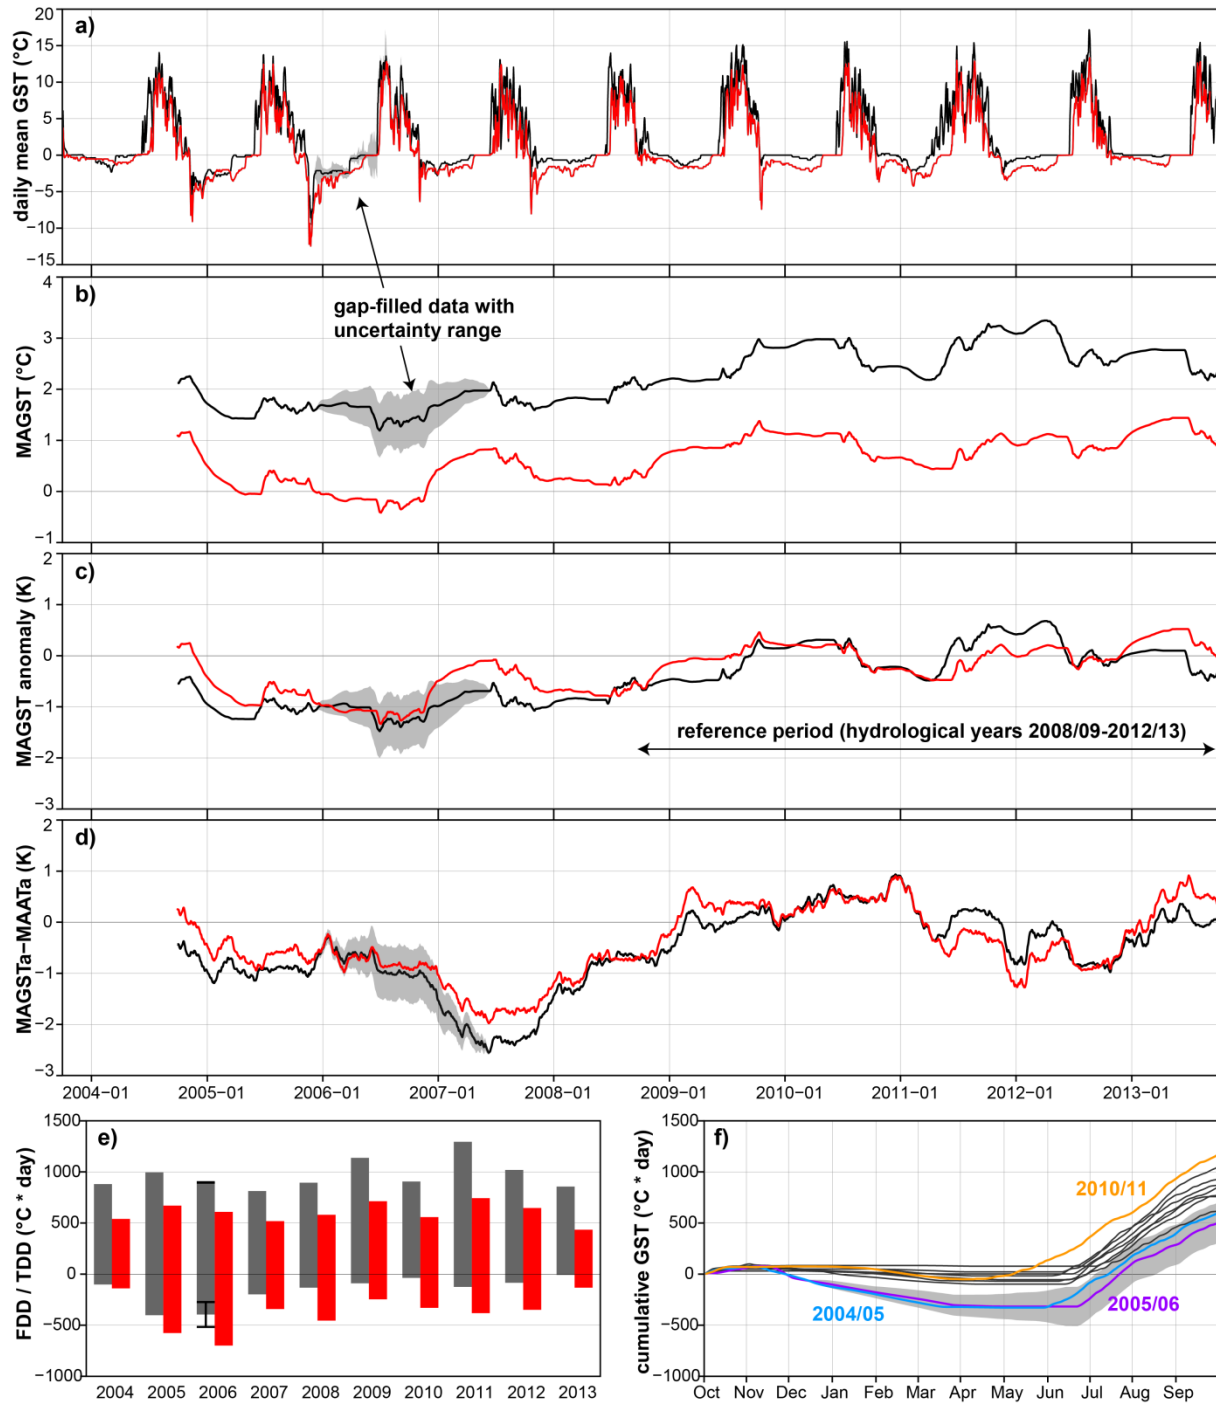 a)
daily mean GST (°C)
20
15
10
5
0
−5
−10
−15
b)
MAGST (°C)
4
3
2
1
0
−1
gap-filled data with
uncertainty range
c)
MAGST anomaly (K)
2
1
0
−1
−2
−3
reference period (hydrological years 2008/09-2012/13)
d)
MAGSTa−MAATa (K)
2
1
0
−1
−2
−3
2004−01 2005−01 2006−01 2007−01 2008−01 2009−01 2010−01 2011−01 2012−01 2013−01
e)
FDD / TDD (°C * day)
1500
1000
500
0
−500
−1000
2004 2005 2006 2007 2008 2009 2010 2011 2012 2013
f)
cumulative GST (°C * day)
1500
1000
500
0
−500
−1000
2010/11
2004/05
2005/06
Oct Nov Dec Jan Feb Mar Apr May Jun Jul Aug Sep